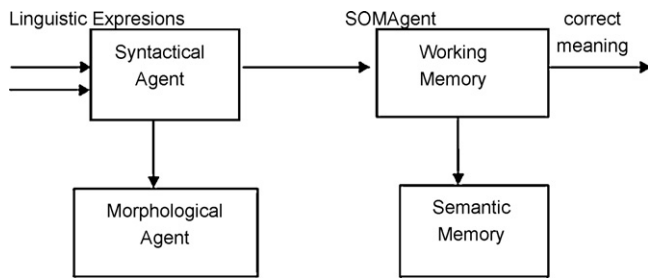 Linguistic Expresions
SOMAgent
correct
meaning
Syntactical
Agent
Working
Memory
Morphological
Agent
Semantic
Memory